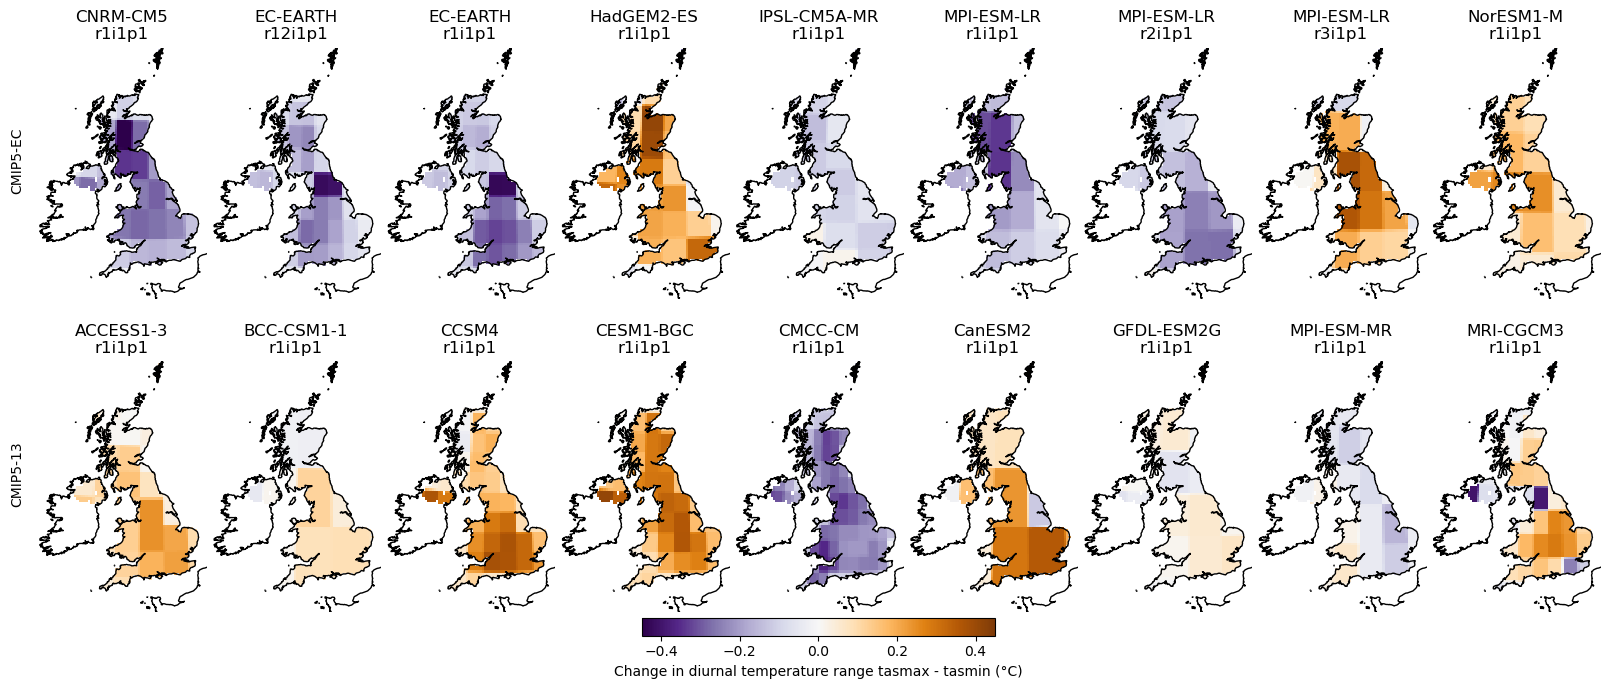 CNRM-CM5
r1i1p1
EC-EARTH
r12i1p1
EC-EARTH
r1i1p1
HadGEM2-ES
r1i1p1
IPSL-CM5A-MR
r1i1p1
MPI-ESM-LR
r1i1p1
MPI-ESM-LR
r2i1p1
MPI-ESM-LR
r3i1p1
NorESM1-M
r1i1p1
CMIP5-EC
ACCESS1-3
r1i1p1
BCC-CSM1-1
r1i1p1
CCSM4
r1i1p1
CESM1-BGC
r1i1p1
CMCC-CM
r1i1p1
CanESM2
r1i1p1
GFDL-ESM2G
r1i1p1
MPI-ESM-MR
r1i1p1
MRI-CGCM3
r1i1p1
CMIP5-13
−0.4 −0.2 0.0 0.2 0.4
Change in diurnal temperature range tasmax - tasmin (°C)